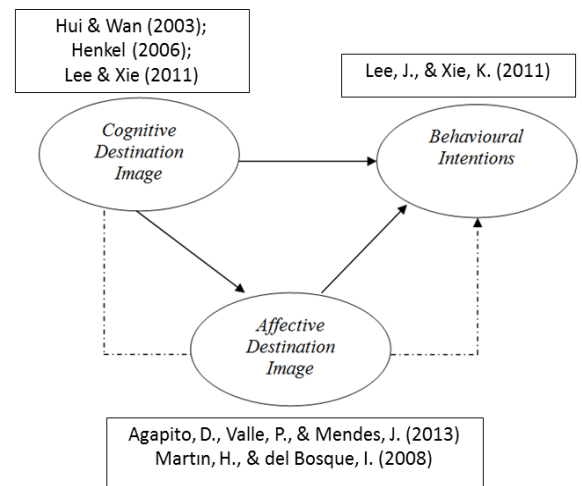 Hui & Wan (2003);
Henkel (2006);
Lee & Xie (2011)
Lee, J., & Xie, K. (2011)
Cognitive
Destination
Image
Behavioural
Intentions
Affective
Destination
Image
Agapito, D., Valle, P., & Mendes, J. (2013)
Martın, H., & del Bosque, I. (2008)